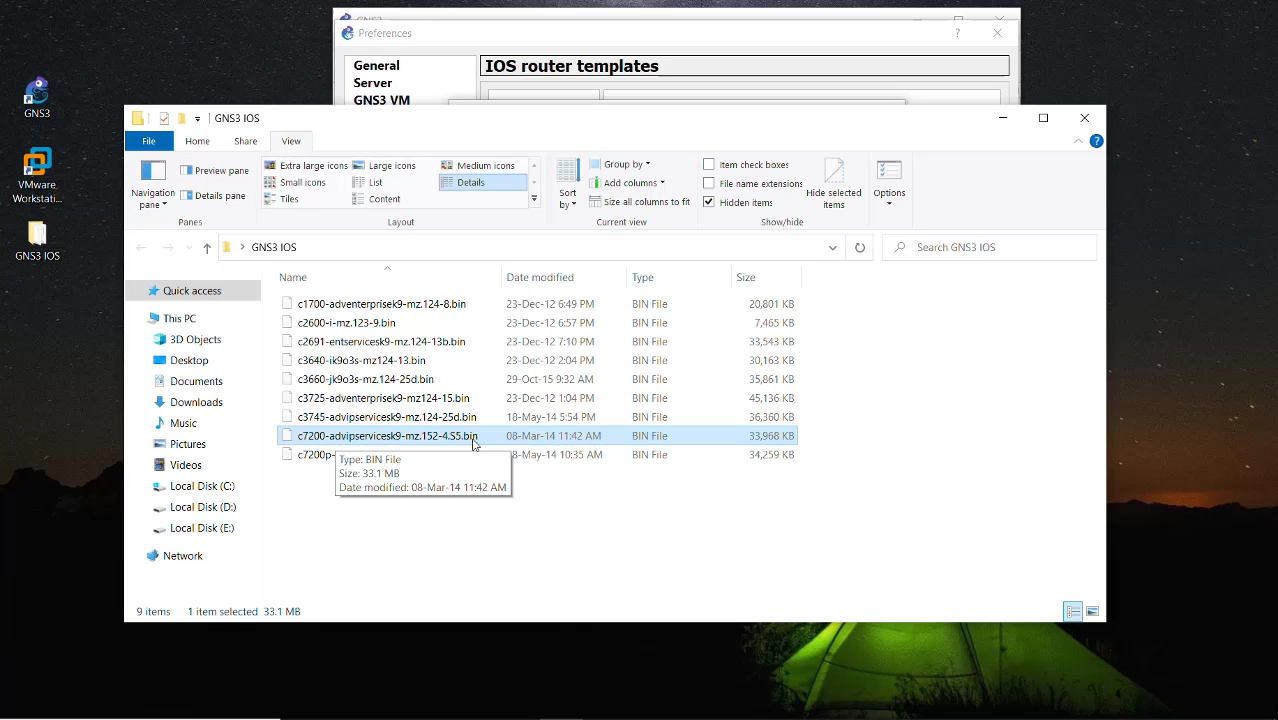 GNS3
Preferences
?
General
Server
GNS3 VM
IOS router templates
GNS3
VMware
Workstati...
GNS3 IOS
GNS3 IOS
File
Home
Share
View
?
Navigation
pane
Preview pane
Details pane
Panes
Extra large icons
Large icons
Medium icons
Small icons
List
Details
Tiles
Content
Layout
Sort
by
Group by
Add columns
Size all columns to fit
Current view
Item check boxes
File name extensions
Hidden items
Hide selected
items
Show/hide
Options
GNS3 IOS
Search GNS3 IOS
Name
Date modified
Type
Size
Quick access
This PC
3D Objects
Desktop
Documents
Downloads
Music
Pictures
Videos
Local Disk (C:)
Local Disk (D:)
Local Disk (E:)
Network
c1700-adventerprisek9-mz.124-8.bin 23-Dec-12 6:49 PM BIN File 20,801 KB
c2600-i-mz.123-9.bin 23-Dec-12 6:57 PM BIN File 7,465 KB
c2691-entservicesk9-mz.124-13b.bin 23-Dec-12 7:10 PM BIN File 33,543 KB
c3640-ik9o3s-mz124-13.bin 23-Dec-12 2:04 PM BIN File 30,163 KB
c3660-jk9o3s-mz.124-25d.bin 29-Oct-15 9:32 AM BIN File 35,861 KB
c3725-adventerprisek9-mz124-15.bin 23-Dec-12 1:04 PM BIN File 45,136 KB
c3745-advipservicesk9-mz.124-25d.bin 18-May-14 5:54 PM BIN File 36,360 KB
c7200-advipservicesk9-mz.152-4.S5.bin 08-Mar-14 11:42 AM BIN File 33,968 KB
c7200p- 8-May-14 10:35 AM BIN File 34,259 KB
Type: BIN File
Size: 33.1 MB
Date modified: 08-Mar-14 11:42 AM
9 items
1 item selected 33.1 MB